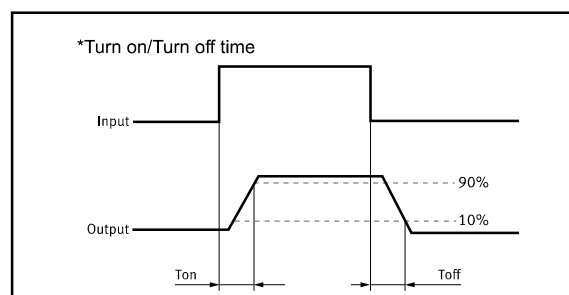 *Turn on/Turn off time
Input
90%
10%
Output
Ton
Toff